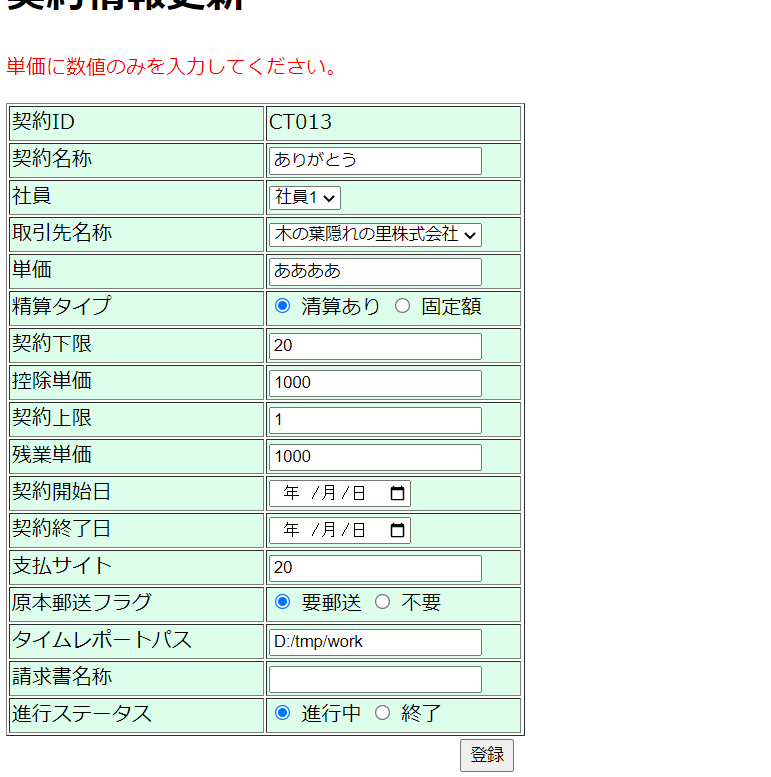 契約情報更新
単価に数値のみを入力してください。
契約ID CT013
契約名称 ありがとう
社員 社員1
取引先名称 木の葉隠れの里株式会社
単価 ああああ
精算タイプ 清算あり 固定額
契約下限 20
控除単価 1000
契約上限 1
残業単価 1000
契約開始日 年 /月/日
契約終了日 年 /月/日
支払サイト 20
原本郵送フラグ 要郵送 不要
タイムレポートパス D:/tmp/work
請求書名称
進行ステータス 進行中 終了
登録